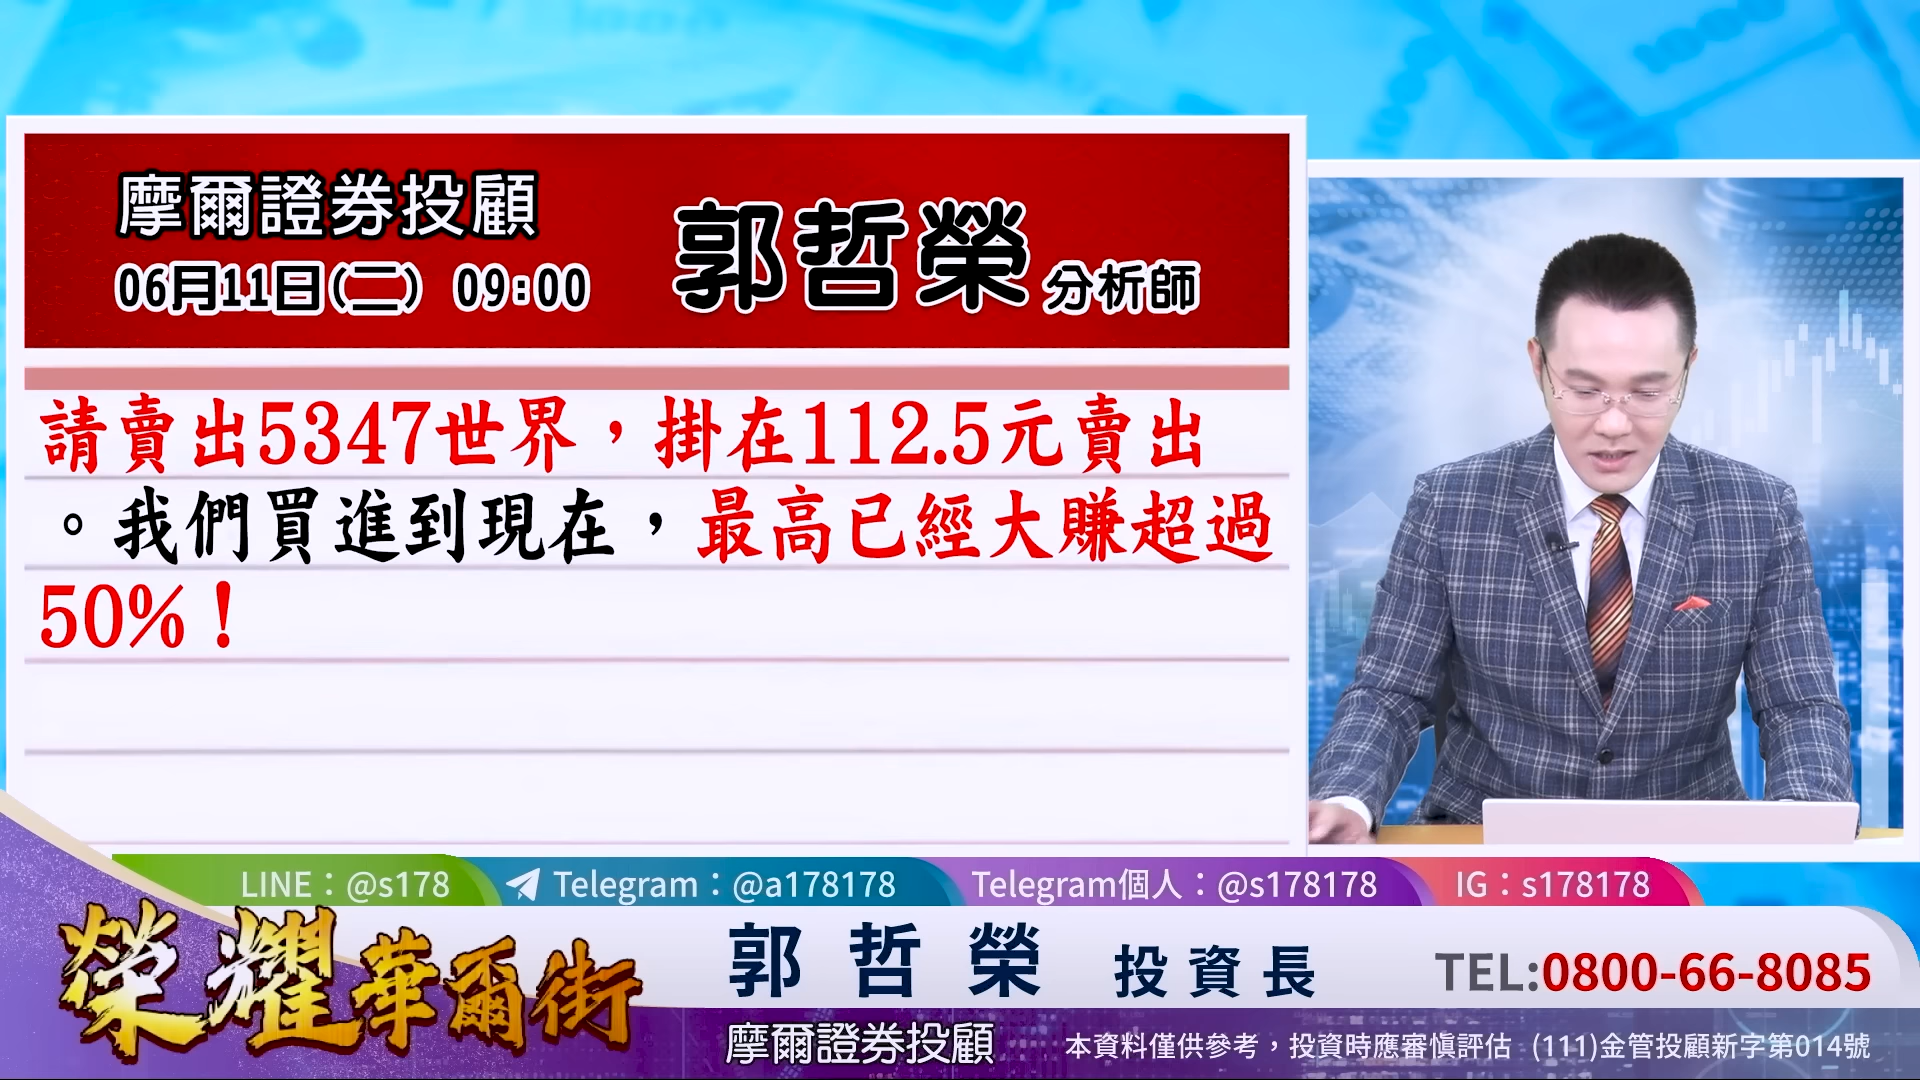 摩爾證券投顧
06月11日(二) 09:00
郭哲榮分析師
請賣出5347世界，掛在112.5元賣出
。我們買進到現在，最高已經大賺超過
50%！
LINE：@s178
Telegram：@a178178
Telegram個人：@s178178
IG：s178178
榮耀華爾街
郭哲榮 投資長
TEL:0800-66-8085
摩爾證券投顧
本資料僅供參考，投資時應審慎評估 (111)金管投顧新字第014號